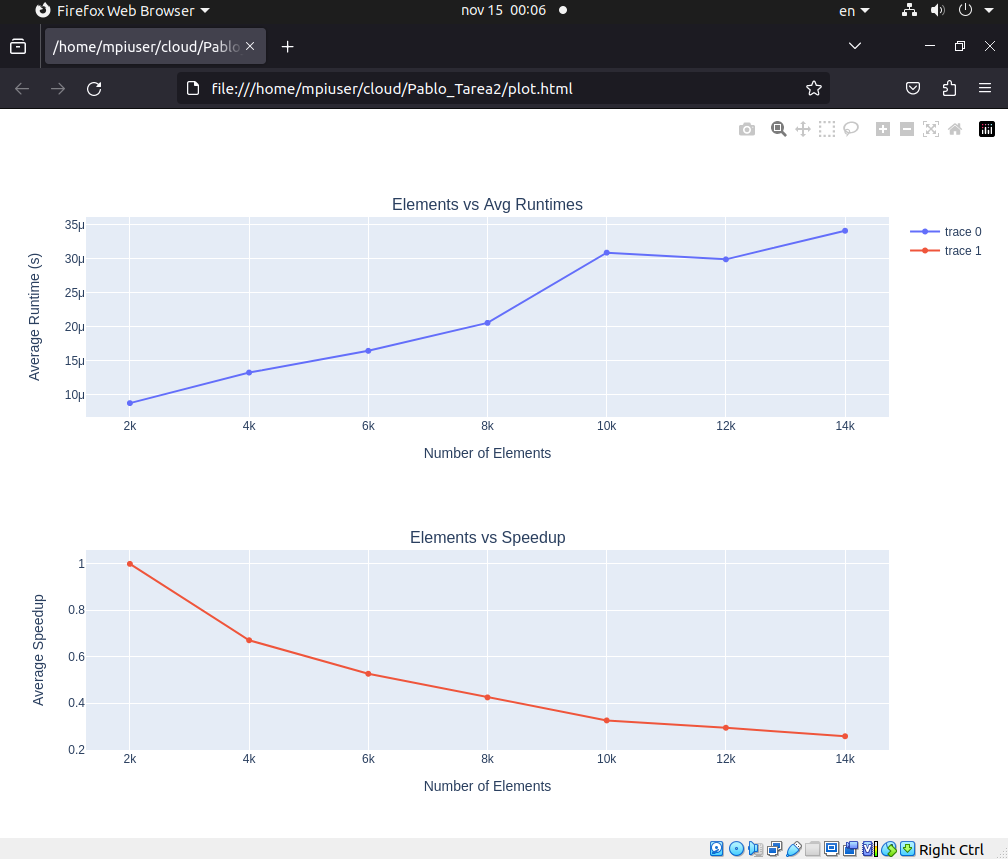 Firefox Web Browser
nov 15 00:06
en
/home/mpiuser/cloud/Pablo
file:///home/mpiuser/cloud/Pablo_Tarea2/plot.html
Elements vs Avg Runtimes
35μ
30μ
25μ
20μ
15μ
10μ
Average Runtime (s)
2k 4k 6k 8k 10k 12k 14k
Number of Elements
trace 0
trace 1
Elements vs Speedup
1
0.8
0.6
0.4
0.2
Average Speedup
2k 4k 6k 8k 10k 12k 14k
Number of Elements
Right Ctrl